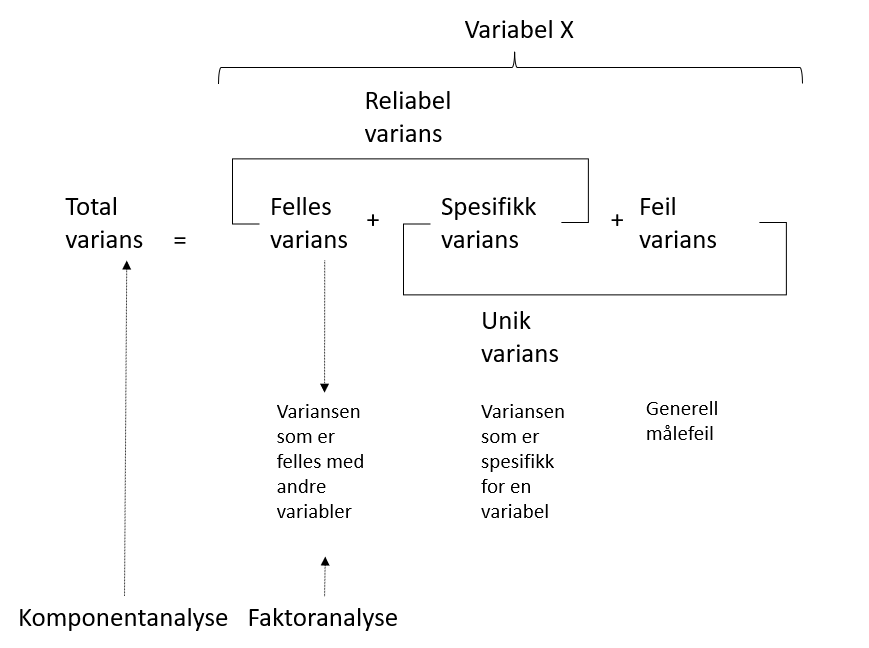 Variabel X
Reliabel
varians
Total
varians
=
Felles
varians
+
Spesifikk
varians
+
Feil
varians
Unik
varians
Variansen
som er
felles med
andre
variabler
Variansen
som er
spesifikk
for en
variabel
Generell
målefeil
Komponentanalyse
Faktoranalyse